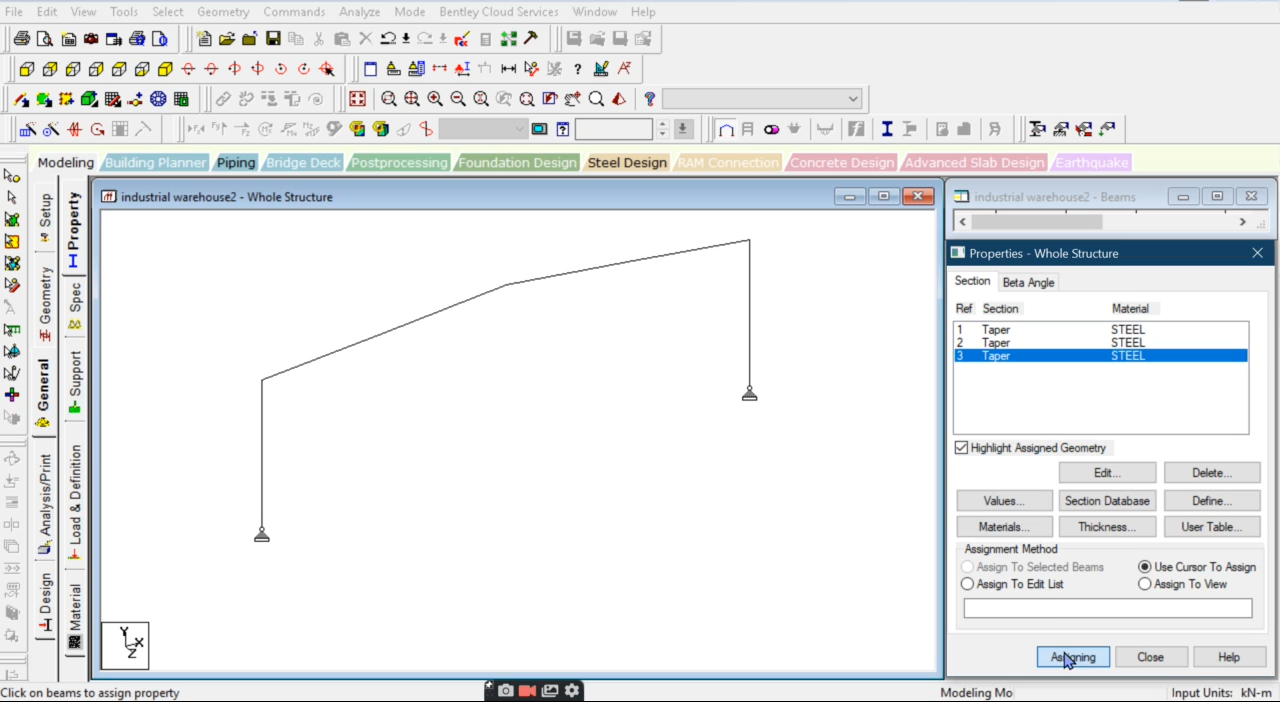 File Edit View Tools Select Geometry Commands Analyze Mode Bentley Cloud Services Window Help
Modeling Building Planner Piping Bridge Deck Postprocessing Foundation Design Steel Design RAM Connection Concrete Design Advanced Slab Design Earthquake
Setup
Geometry
General
Analysis/Print
Design
Property
Spec
Support
Load & Definition
Material
industrial warehouse2 - Whole Structure
Y
X
Z
industrial warehouse2 - Beams
Properties - Whole Structure
Section Beta Angle
Ref Section Material
1 Taper STEEL
2 Taper STEEL
3 Taper STEEL
Highlight Assigned Geometry
Edit... Delete...
Values... Section Database Define...
Materials... Thickness... User Table...
Assignment Method
Assign To Selected Beams Use Cursor To Assign
Assign To Edit List Assign To View
Assigning Close Help
Click on beams to assign property Modeling Mo Input Units: kN-m